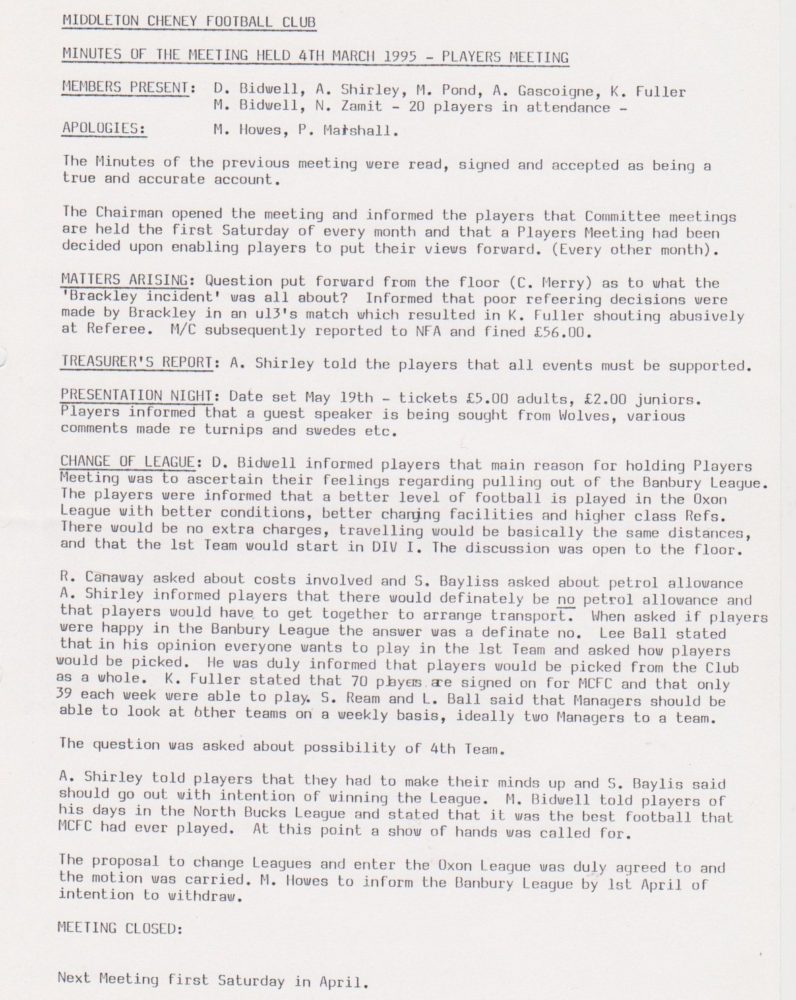 MIDDLETON CHENEY FOOTBALL CLUB
MINUTES OF THE MEETING HELD 4TH MARCH 1995 - PLAYERS MEETING
MEMBERS PRESENT: D. Bidwell, A. Shirley, M. Pond, A. Gascoigne, K. Fuller
M. Bidwell, N. Zamit - 20 players in attendance -
APOLOGIES: M. Howes, P. Marshall.
The Minutes of the previous meeting were read, signed and accepted as being a
true and accurate account.
The Chairman opened the meeting and informed the players that Committee meetings
are held the first Saturday of every month and that a Players Meeting had been
decided upon enabling players to put their views forward. (Every other month).
MATTERS ARISING: Question put forward from the floor (C. Merry) as to what the
'Brackley incident' was all about? Informed that poor refeering decisions were
made by Brackley in an u13's match which resulted in K. Fuller shouting abusively
at Referee. M/C subsequently reported to NFA and fined £56.00.
TREASURER'S REPORT: A. Shirley told the players that all events must be supported.
PRESENTATION NIGHT: Date set May 19th - tickets £5.00 adults, £2.00 juniors.
Players informed that a guest speaker is being sought from Wolves, various
comments made re turnips and swedes etc.
CHANGE OF LEAGUE: D. Bidwell informed players that main reason for holding Players
Meeting was to ascertain their feelings regarding pulling out of the Banbury League.
The players were informed that a better level of football is played in the Oxon
League with better conditions, better changing facilities and higher class Refs.
There would be no extra charges, travelling would be basically the same distances,
and that the 1st Team would start in DIV I. The discussion was open to the floor.
R. Canaway asked about costs involved and S. Bayliss asked about petrol allowance
A. Shirley informed players that there would definately be no petrol allowance and
that players would have to get together to arrange transport. When asked if players
were happy in the Banbury League the answer was a definate no. Lee Ball stated
that in his opinion everyone wants to play in the 1st Team and asked how players
would be picked. He was duly informed that players would be picked from the Club
as a whole. K. Fuller stated that 70 players are signed on for MCFC and that only
39 each week were able to play. S. Ream and L. Ball said that Managers should be
able to look at other teams on a weekly basis, ideally two Managers to a team.
The question was asked about possibility of 4th Team.
A. Shirley told players that they had to make their minds up and S. Baylis said
should go out with intention of winning the League. M. Bidwell told players of
his days in the North Bucks League and stated that it was the best football that
MCFC had ever played. At this point a show of hands was called for.
The proposal to change Leagues and enter the Oxon League was duly agreed to and
the motion was carried. M. Howes to inform the Banbury League by 1st April of
intention to withdraw.
MEETING CLOSED:
Next Meeting first Saturday in April.